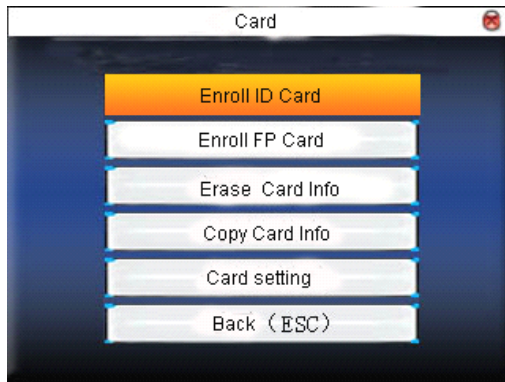 Card
Enroll ID Card
Enroll FP Card
Erase Card Info
Copy Card Info
Card setting
Back（ESC）